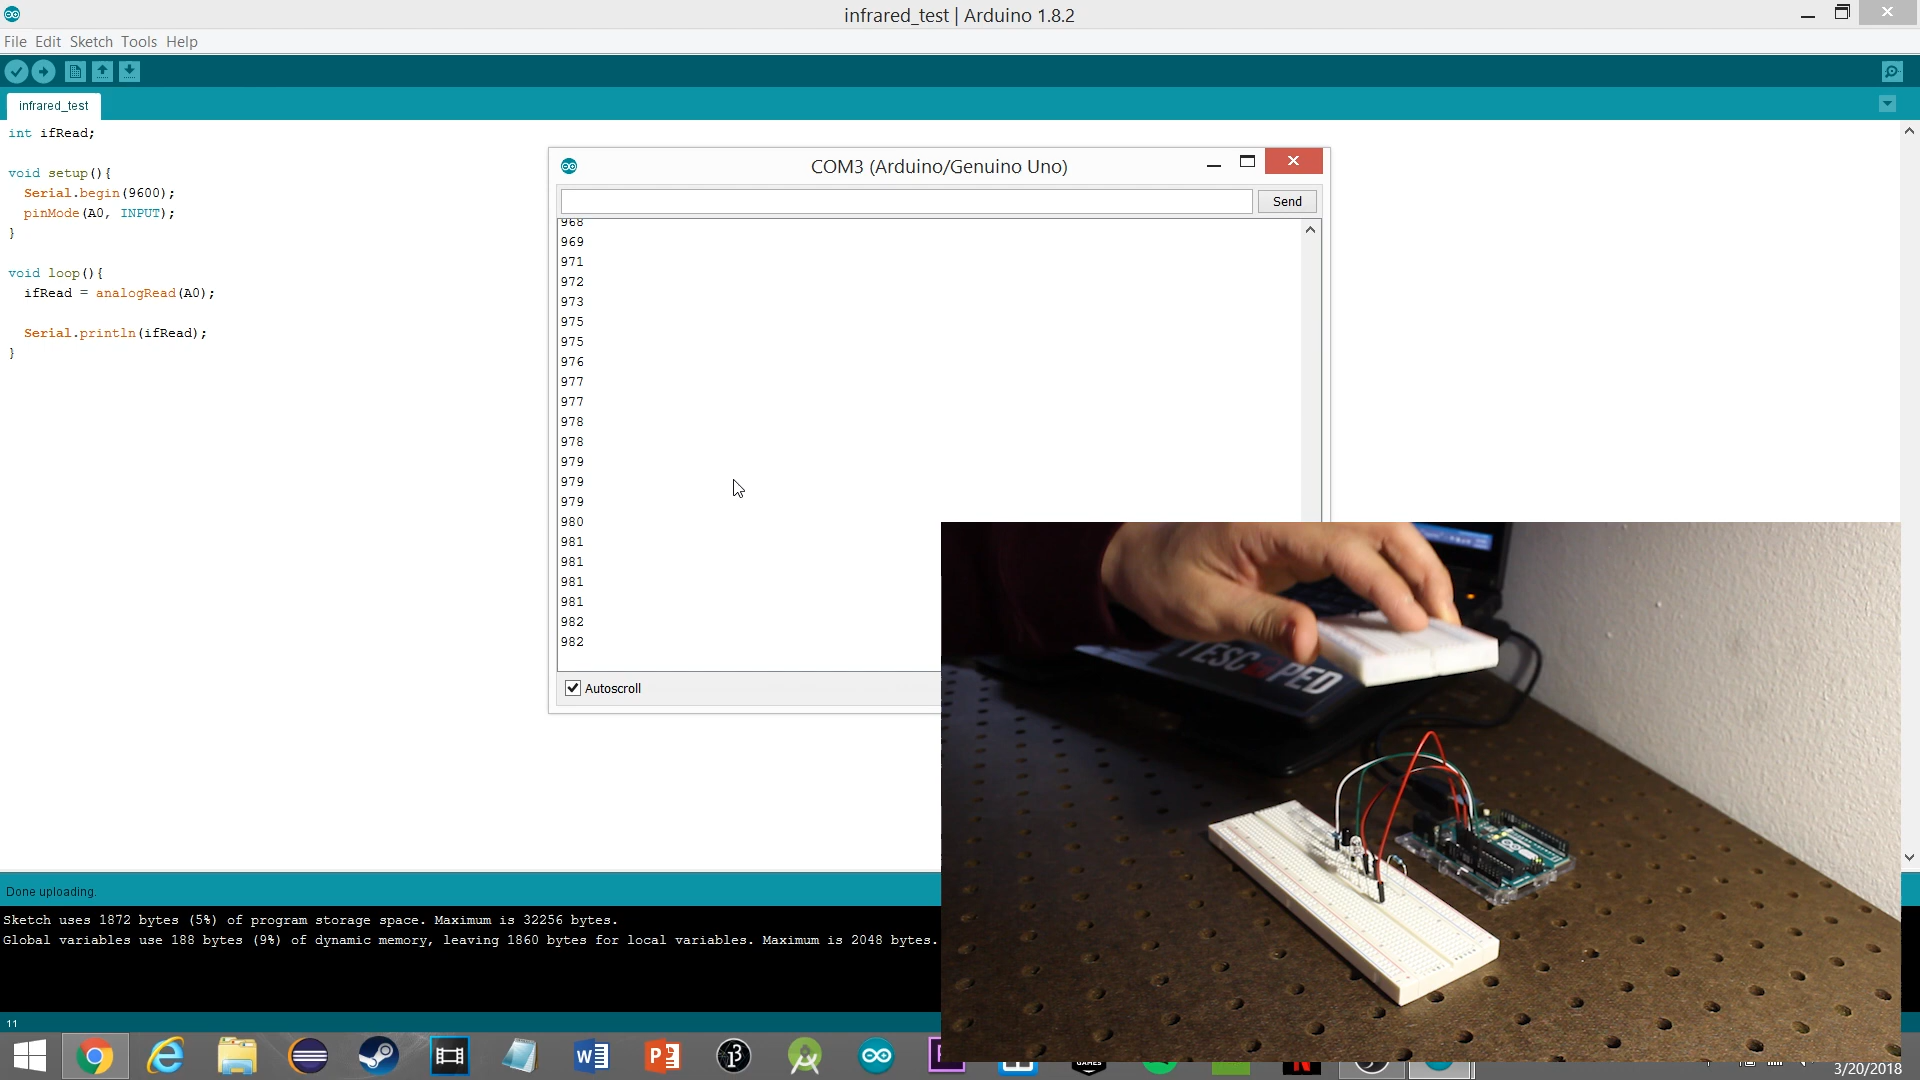 infrared_test | Arduino 1.8.2
File Edit Sketch Tools Help
infrared_test
int ifRead;
void setup(){
Serial.begin(9600);
pinMode(A0, INPUT);
}
void loop(){
ifRead = analogRead(A0);
Serial.println(ifRead);
}
COM3 (Arduino/Genuino Uno)
Send
968
969
971
972
973
975
975
976
977
977
978
978
979
979
979
980
981
981
981
981
982
982
Autoscroll
TESCOPED
Done uploading.
Sketch uses 1872 bytes (5%) of program storage space. Maximum is 32256 bytes.
Global variables use 188 bytes (9%) of dynamic memory, leaving 1860 bytes for local variables. Maximum is 2048 bytes.
11
GAMES
3/20/2018